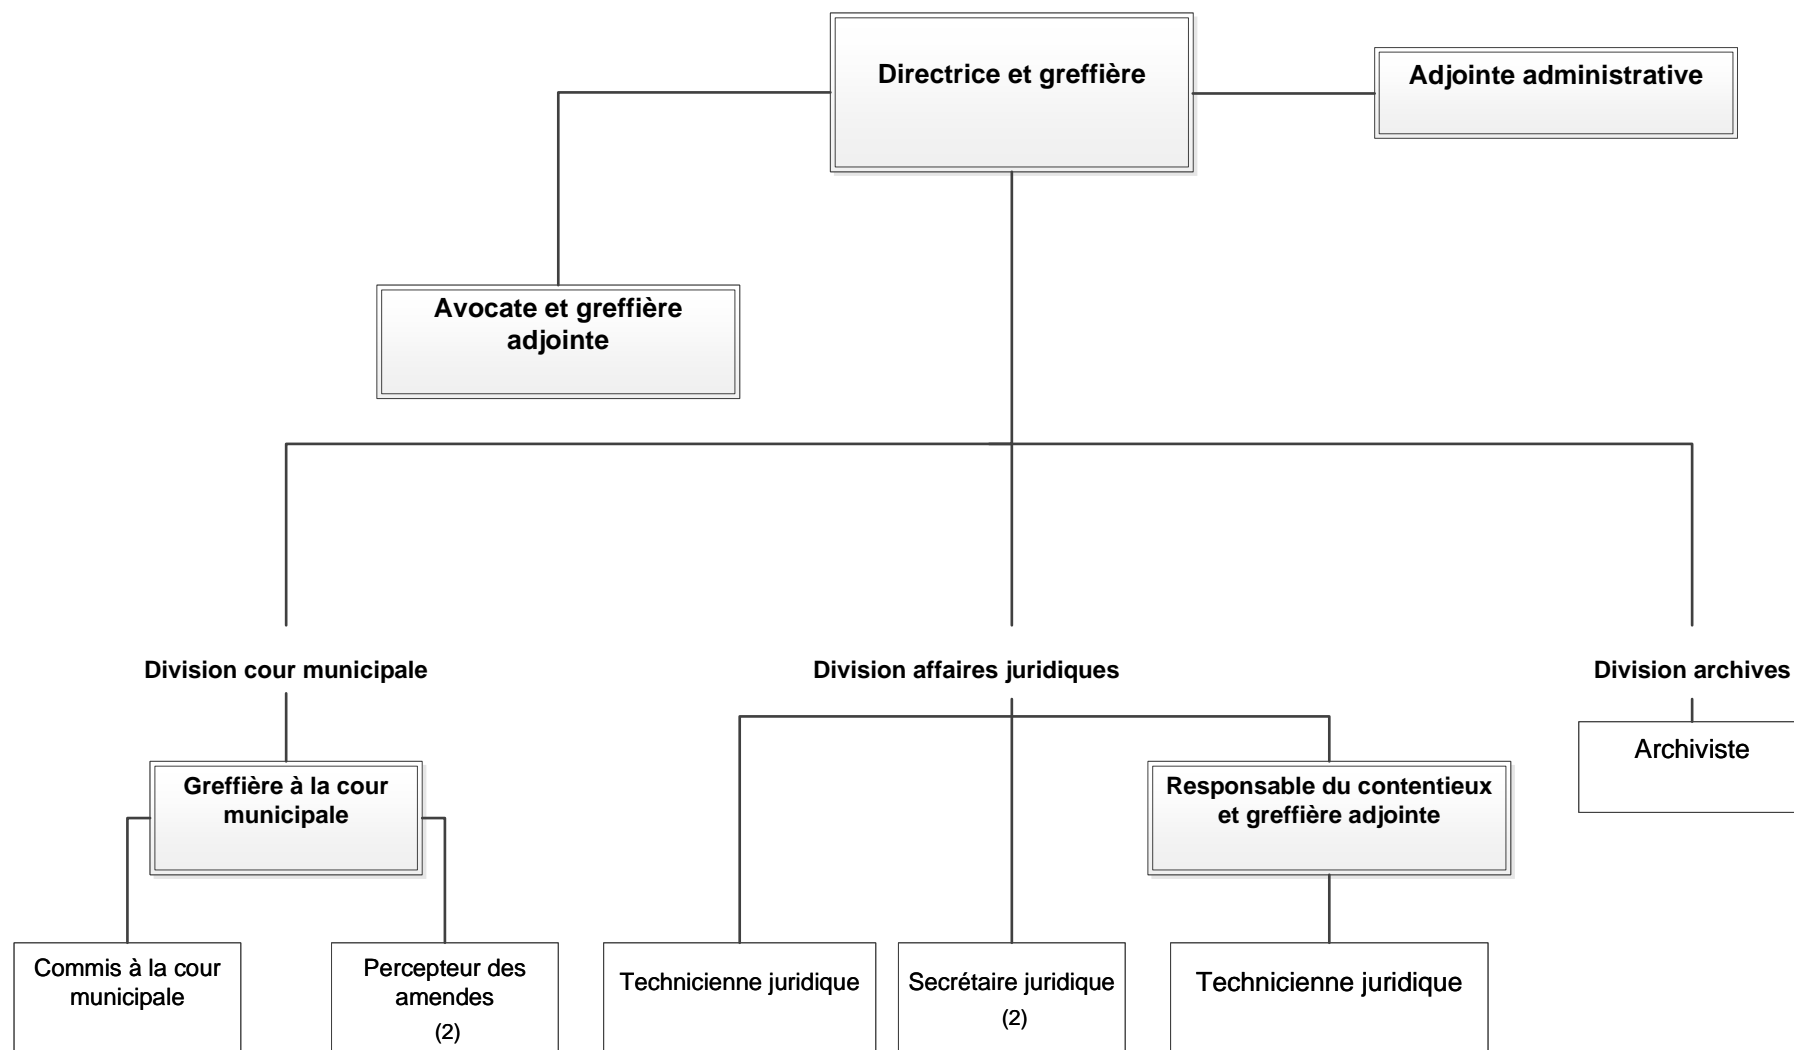 Directrice et greffière
Adjointe administrative
Avocate et greffière
adjointe
Division cour municipale
Division affaires juridiques
Division archives
Greffière à la cour
municipale
Responsable du contentieux
et greffière adjointe
Archiviste
Commis à la cour
municipale
Percepteur des
amendes
(2)
Technicienne juridique
Secrétaire juridique
(2)
Technicienne juridique